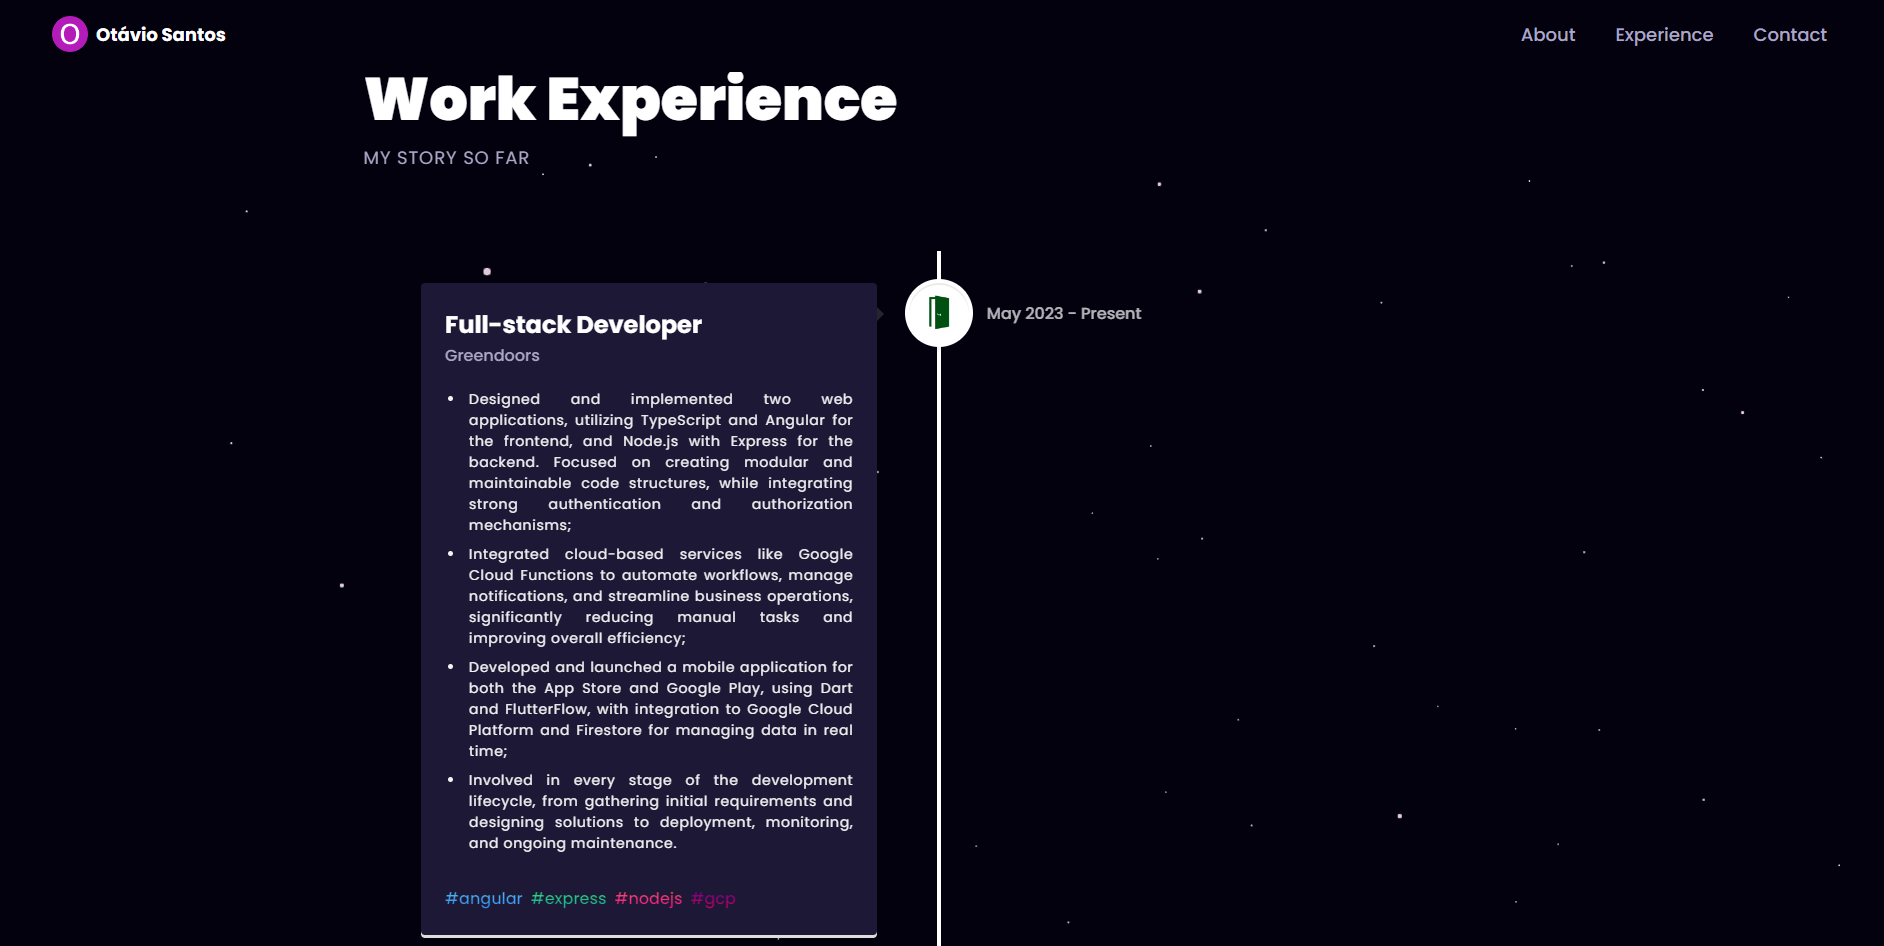 O Otávio Santos
About Experience Contact
Work Experience
MY STORY SO FAR
May 2023 - Present
Full-stack Developer
Greendoors
• Designed and implemented two web
applications, utilizing TypeScript and Angular for
the frontend, and Node.js with Express for the
backend. Focused on creating modular and
maintainable code structures, while integrating
strong authentication and authorization
mechanisms;
• Integrated cloud-based services like Google
Cloud Functions to automate workflows, manage
notifications, and streamline business operations,
significantly reducing manual tasks and
improving overall efficiency;
• Developed and launched a mobile application for
both the App Store and Google Play, using Dart
and FlutterFlow, with integration to Google Cloud
Platform and Firestore for managing data in real
time;
• Involved in every stage of the development
lifecycle, from gathering initial requirements and
designing solutions to deployment, monitoring,
and ongoing maintenance.
#angular #express #nodejs #gcp